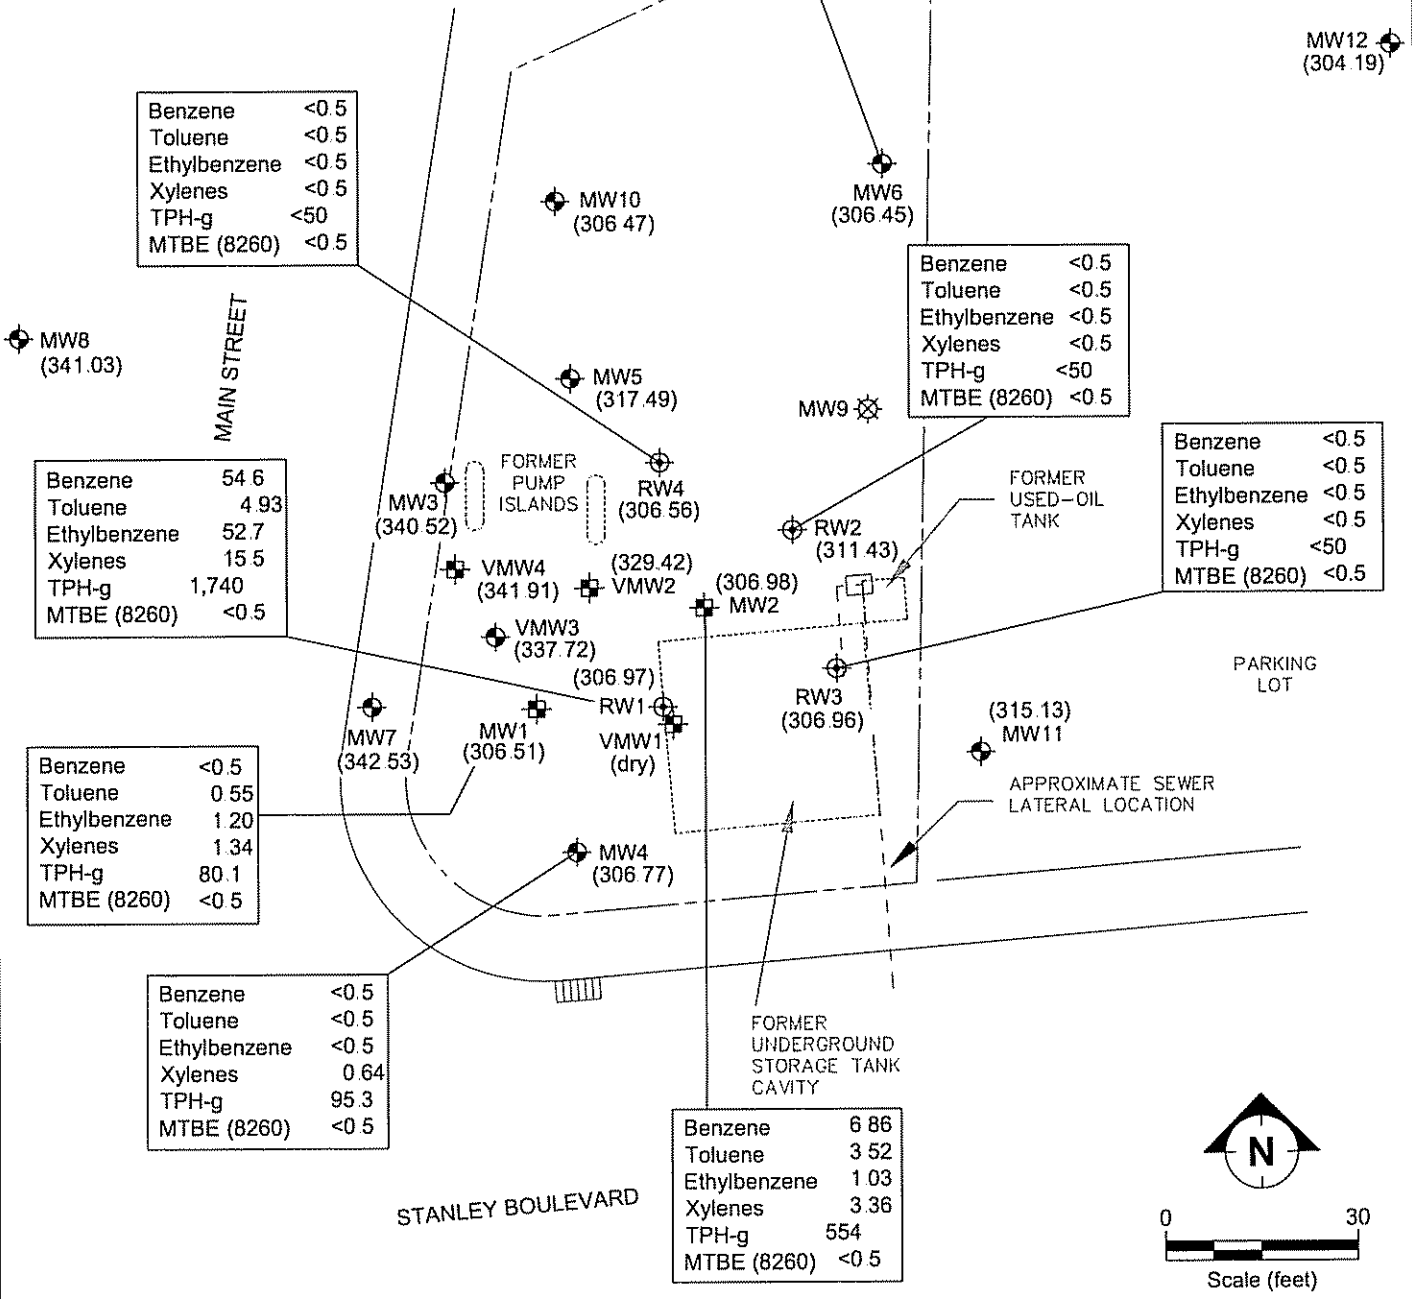 MW12
(304.19)
Benzene <0.5
Toluene <0.5
Ethylbenzene <0.5
Xylenes <0.5
TPH-g <50
MTBE (8260) <0.5
MW10
(306.47)
MW6
(306.45)
Benzene <0.5
Toluene <0.5
Ethylbenzene <0.5
Xylenes <0.5
TPH-g <50
MTBE (8260) <0.5
MAIN STREET
MW8
(341.03)
MW5
(317.49)
MW9
Benzene <0.5
Toluene <0.5
Ethylbenzene <0.5
Xylenes <0.5
TPH-g <50
MTBE (8260) <0.5
Benzene 54.6
Toluene 4.93
Ethylbenzene 52.7
Xylenes 15.5
TPH-g 1,740
MTBE (8260) <0.5
MW3
(340.52)
FORMER
PUMP
ISLANDS
RW4
(306.56)
RW2
(311.43)
FORMER
USED-OIL
TANK
VMW4
(341.91)
(329.42)
VMW2
(306.98)
MW2
VMW3
(337.72)
(306.97)
RW1
RW3
(306.96)
PARKING
LOT
MW7
(342.53)
MW1
(306.51)
VMW1
(dry)
(315.13)
MW11
Benzene <0.5
Toluene 0.55
Ethylbenzene 1.20
Xylenes 1.34
TPH-g 80.1
MTBE (8260) <0.5
APPROXIMATE SEWER
LATERAL LOCATION
MW4
(306.77)
Benzene <0.5
Toluene <0.5
Ethylbenzene <0.5
Xylenes 0.64
TPH-g 95.3
MTBE (8260) <0.5
FORMER
UNDERGROUND
STORAGE TANK
CAVITY
Benzene 6.86
Toluene 3.52
Ethylbenzene 1.03
Xylenes 3.36
TPH-g 554
MTBE (8260) <0.5
STANLEY BOULEVARD
N
0 30
Scale (feet)